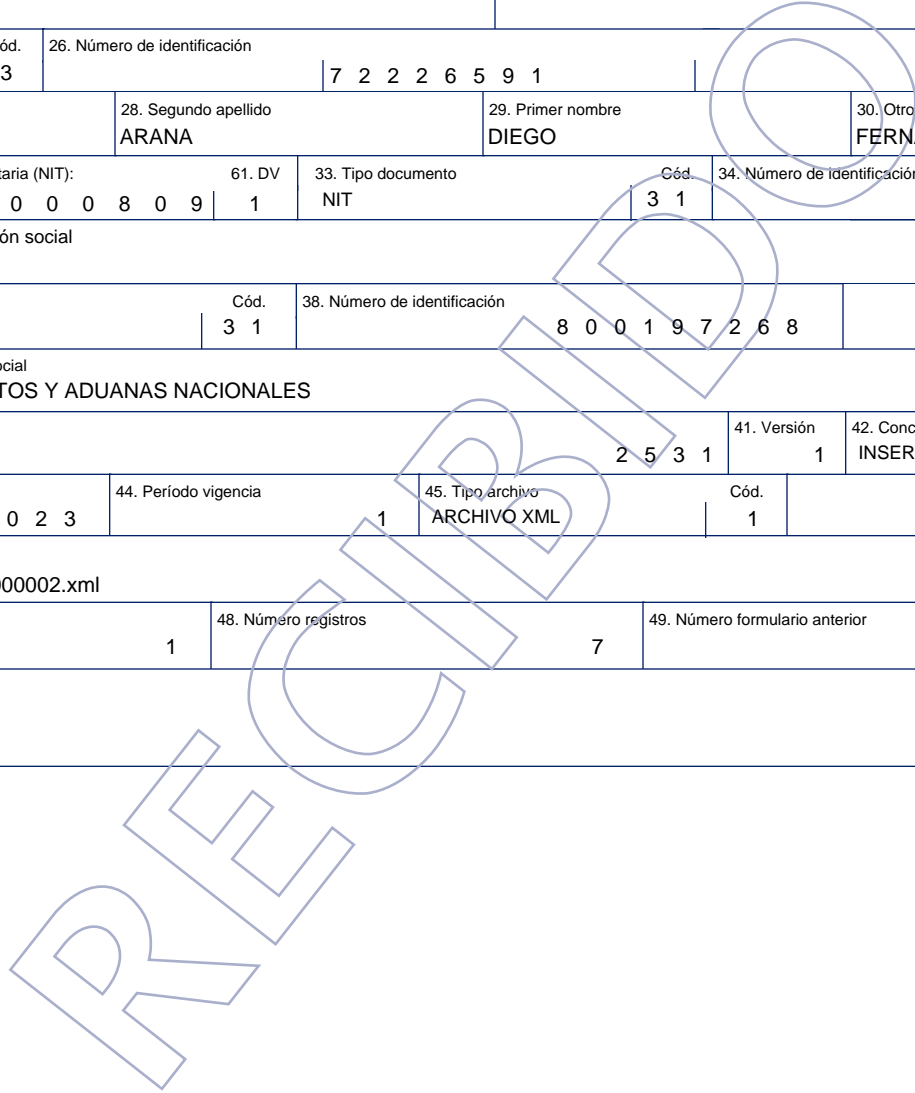 ód. 26. Número de identificación
3 7 2 2 2 6 5 9 1
28. Segundo apellido 29. Primer nombre 30. Otro
ARANA DIEGO FERNA
taria (NIT): 61. DV 33. Tipo documento Cód. 34. Número de identificación
0 0 0 8 0 9 1 NIT 3 1
ón social
Cód. 38. Número de identificación
3 1 8 0 0 1 9 7 2 6 8
ocial
TOS Y ADUANAS NACIONALES
41. Versión 42. Conc
2 5 3 1 1 INSER
44. Período vigencia 45. Tipo archivo Cód.
0 2 3 1 ARCHIVO XML 1
000002.xml
48. Número registros 49. Número formulario anterior
1 7
RECIBIDO